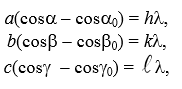 a(cosα – cosα₀) = hλ,
b(cosβ – cosβ₀) = kλ,
c(cosγ – cosγ₀) = ℓλ,